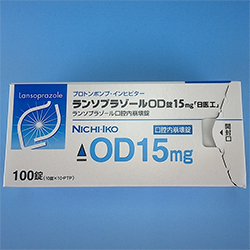 Lansoprazole
プロトンポンプ・インヒビター
ランソプラゾールOD錠15mg「日医工」
ランソプラゾール口腔内崩壊錠
NICHI-IKO
口腔内崩壊錠
OD15mg
100錠(10錠×10・PTP)
開封口